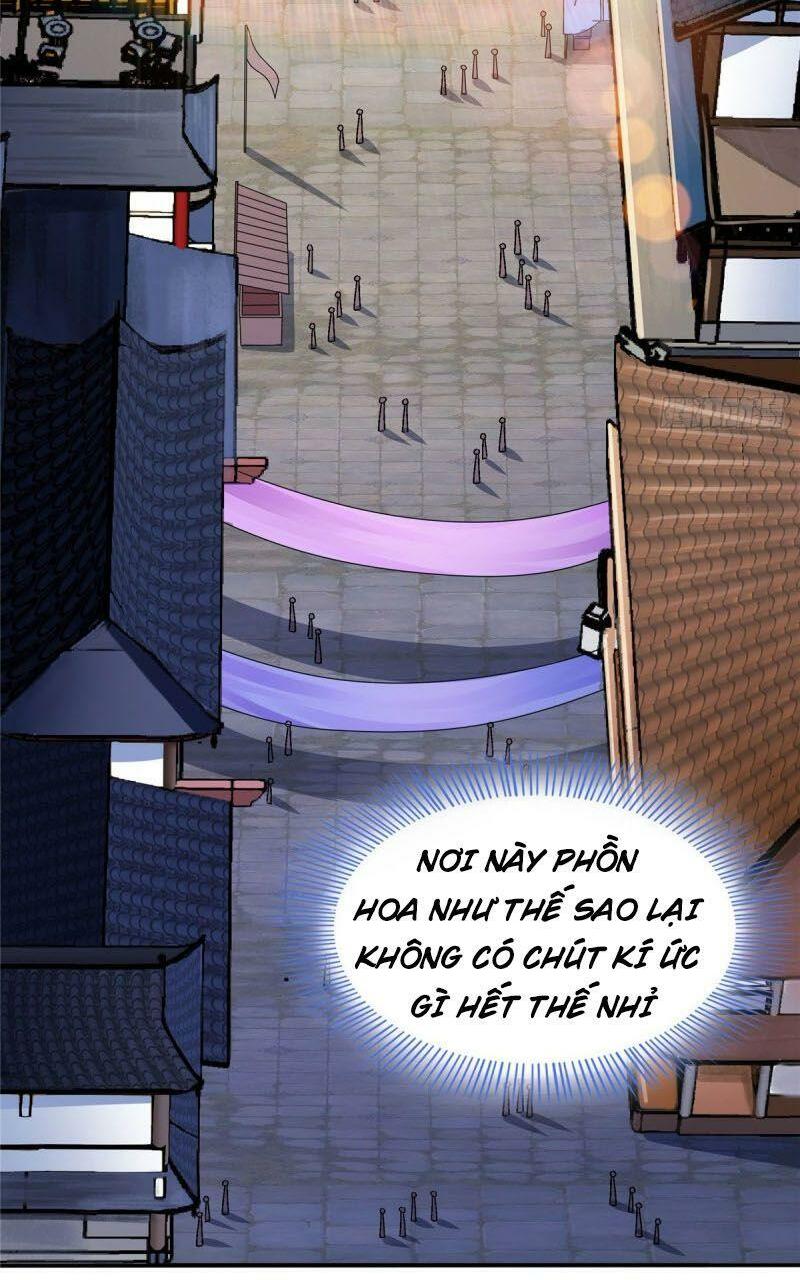 NƠI NÀY PHỒN
HOA NHƯ THẾ SAO LẠI
KHÔNG CÓ CHÚT KÍ ỨC
GÌ HẾT THẾ NHỈ